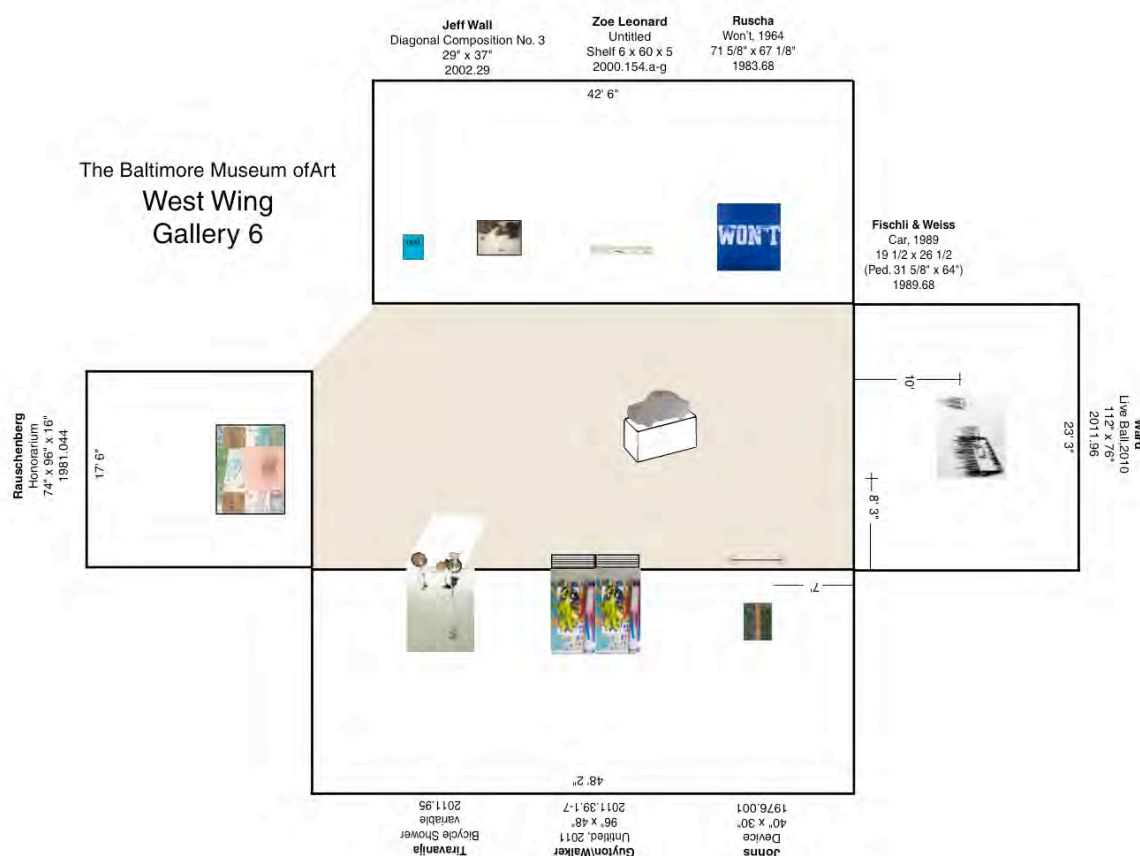 Jeff Wall
Diagonal Composition No. 3
29" x 37"
2002.29
Zoe Leonard
Untitled
Shelf 6 x 60 x 5
2000.154.a-g
Ruscha
Won't, 1964
71 5/8" x 67 1/8"
1983.68
42' 6"
The Baltimore Museum ofArt
West Wing
Gallery 6
WON'T
Fischli & Weiss
Car, 1989
19 1/2 x 26 1/2
(Ped. 31 5/8" x 64")
1989.68
10'
Ward
Live Ball,2010
112" x 76"
2011.96
23' 3"
Rauschenberg
Honorarium
74" x 96" x 16"
1981.044
17' 6"
8' 3"
7'
48' 2"
Tiravanija
Bicycle Shower
variable
2011.95
Guyton\Walker
Untitled, 2011
96" x 48"
2011.39.1-7
Johns
Device
40" x 30"
1976.001